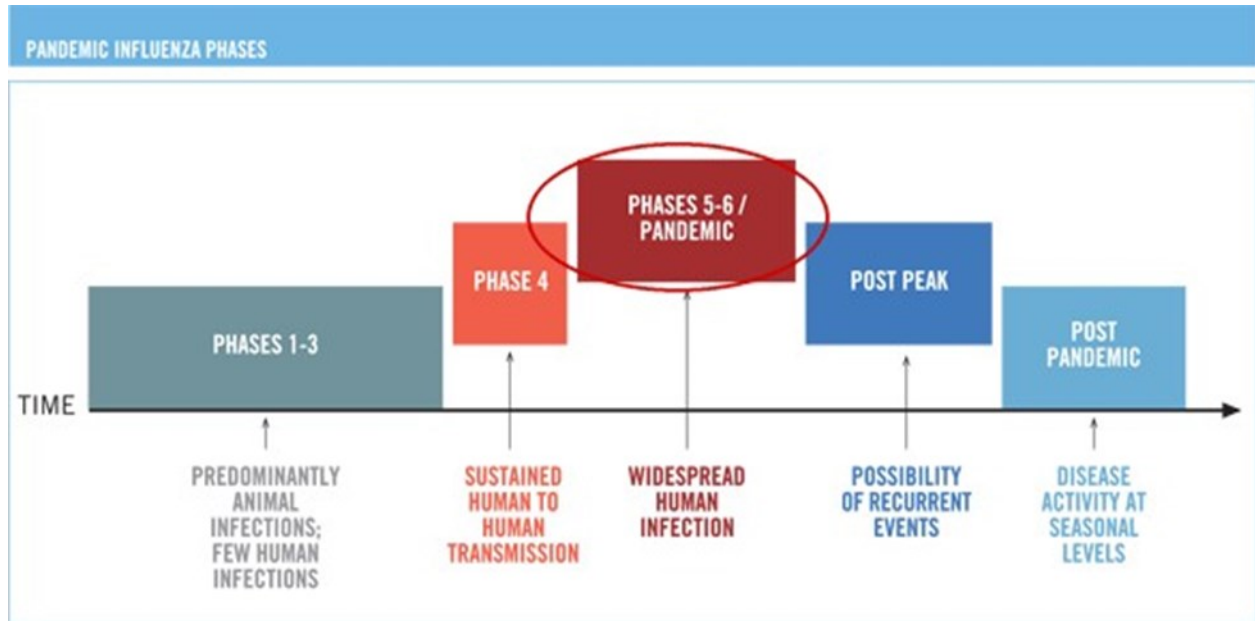 PANDEMIC INFLUENZA PHASES
PHASES 5-6 /
PANDEMIC
PHASE 4
POST PEAK
PHASES 1-3
POST
PANDEMIC
TIME
PREDOMINANTLY
ANIMAL
INFECTIONS;
FEW HUMAN
INFECTIONS
SUSTAINED
HUMAN TO
HUMAN
TRANSMISSION
WIDESPREAD
HUMAN
INFECTION
POSSIBILITY
OF RECURRENT
EVENTS
DISEASE
ACTIVITY AT
SEASONAL
LEVELS